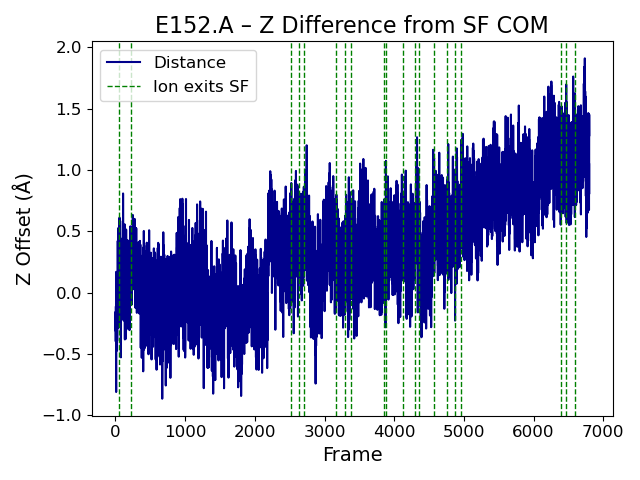 E152.A – Z Difference from SF COM
Z Offset (Å)
2.0
1.5
1.0
0.5
0.0
−0.5
−1.0
Distance
Ion exits SF
0 1000 2000 3000 4000 5000 6000 7000
Frame